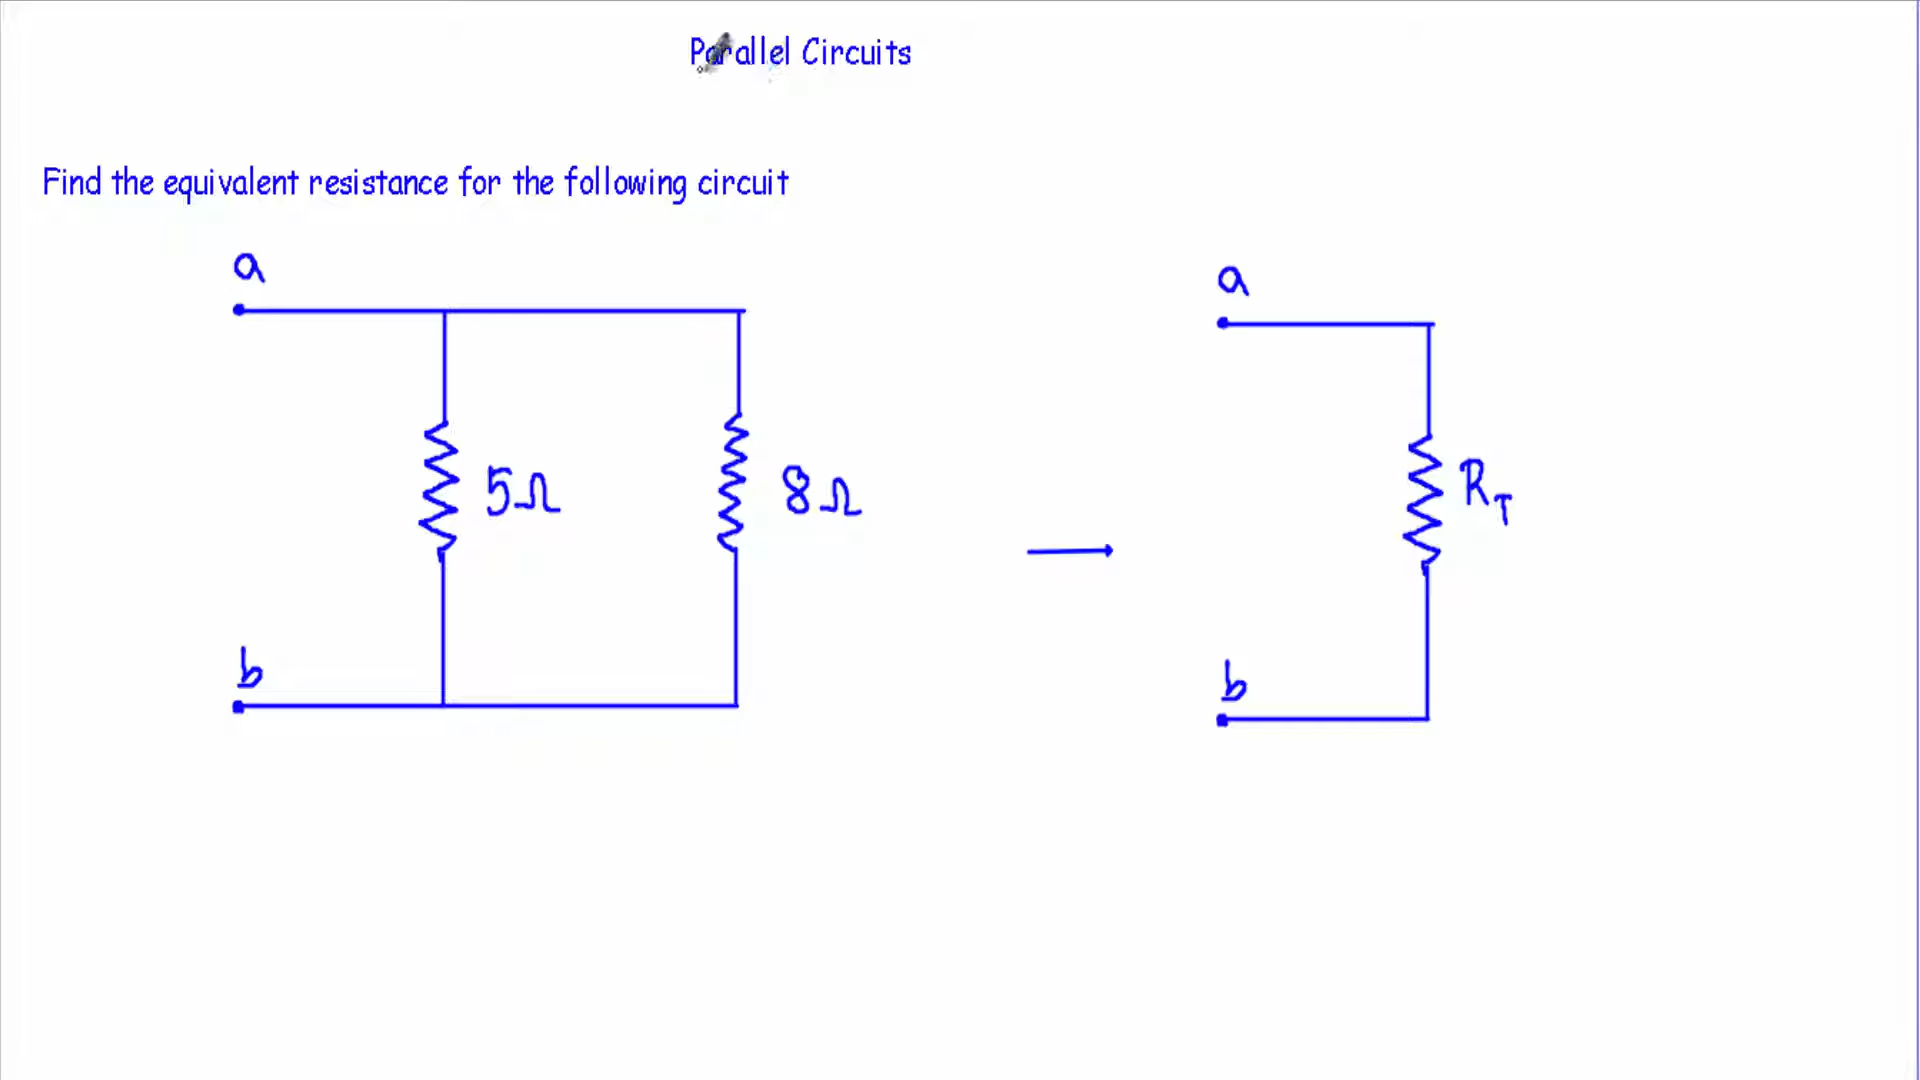 Parallel Circuits
Find the equivalent resistance for the following circuit
a
a
5Ω
8Ω
R_T
b
b